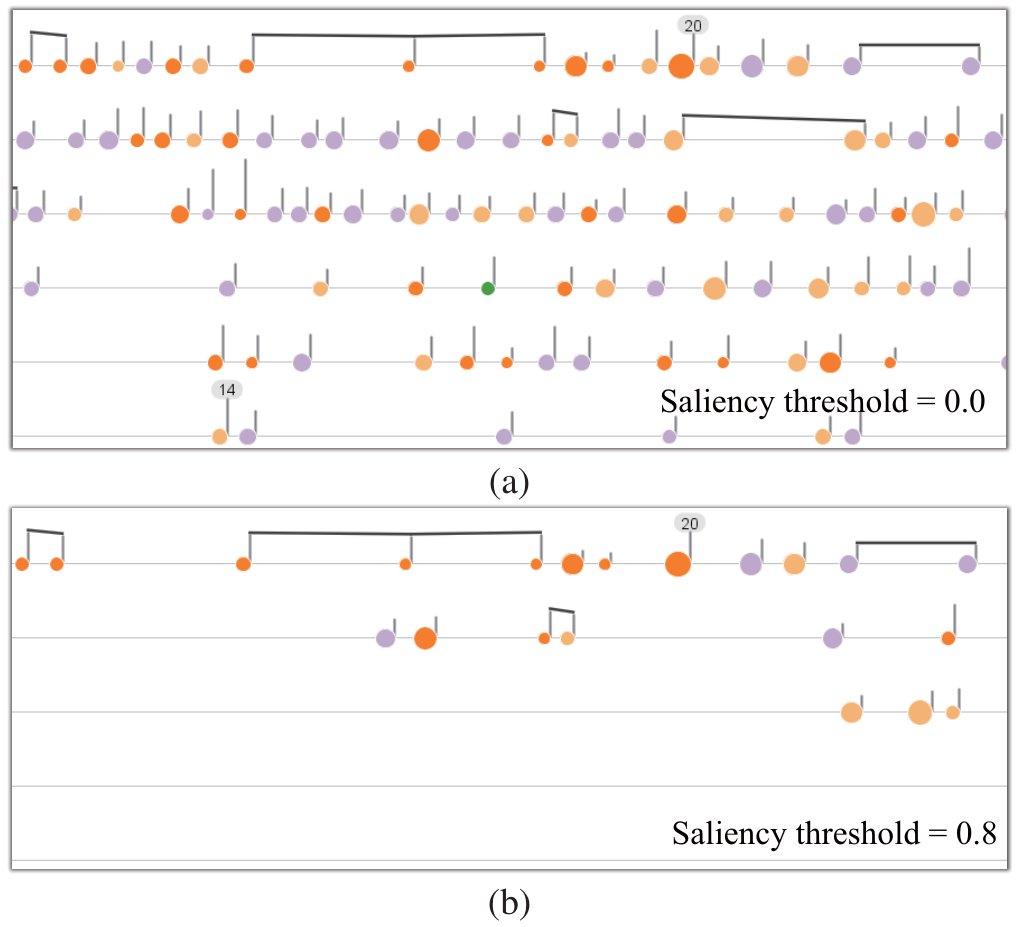 20
14
Saliency threshold = 0.0
(a)
20
Saliency threshold = 0.8
(b)